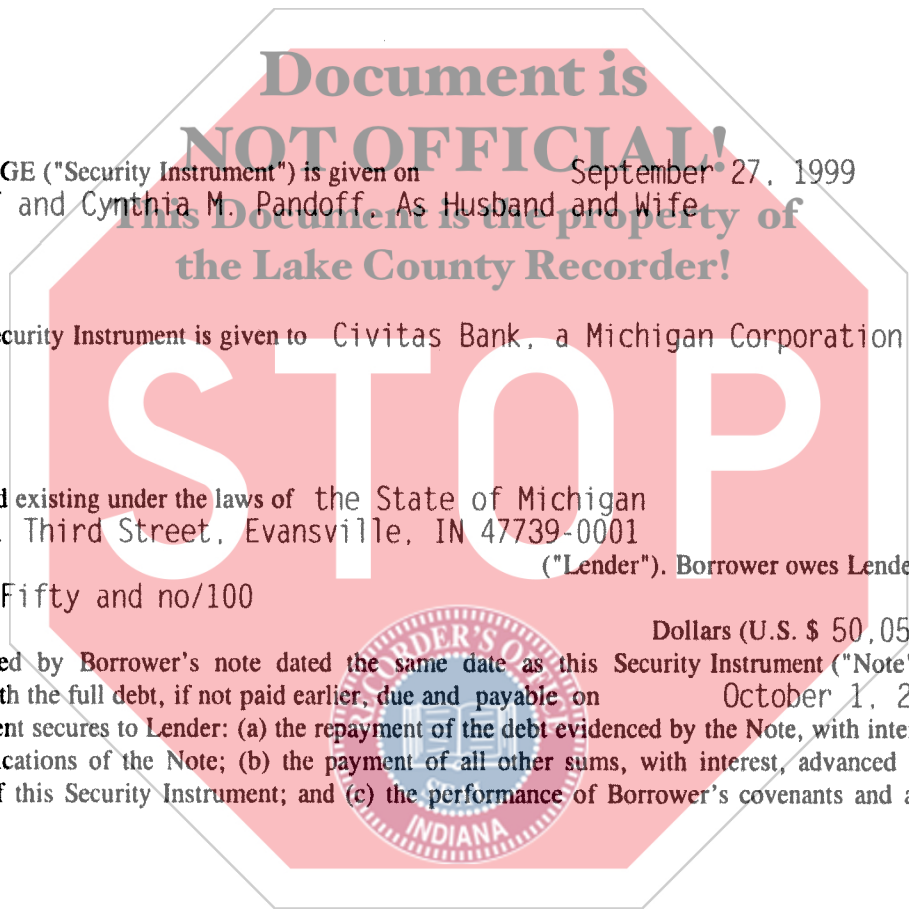 Document is
NOT OFFICIAL!
GE ("Security Instrument") is given on September 27, 1999
and Cynthia M. Pandoff, As Husband and Wife
This Document is the property of
the Lake County Recorder!
curity Instrument is given to Civitas Bank, a Michigan Corporation
STOP
d existing under the laws of the State of Michigan
Third Street, Evansville, IN 47739-0001
("Lender"). Borrower owes Lende
Fifty and no/100
Dollars (U.S. $ 50,05
ed by Borrower's note dated the same date as this Security Instrument ("Note"
th the full debt, if not paid earlier, due and payable on October 1, 2
ent secures to Lender: (a) the repayment of the debt evidenced by the Note, with inter
cations of the Note; (b) the payment of all other sums, with interest, advanced
f this Security Instrument; and (c) the performance of Borrower's covenants and a
RECORDER'S OFFICE
INDIANA